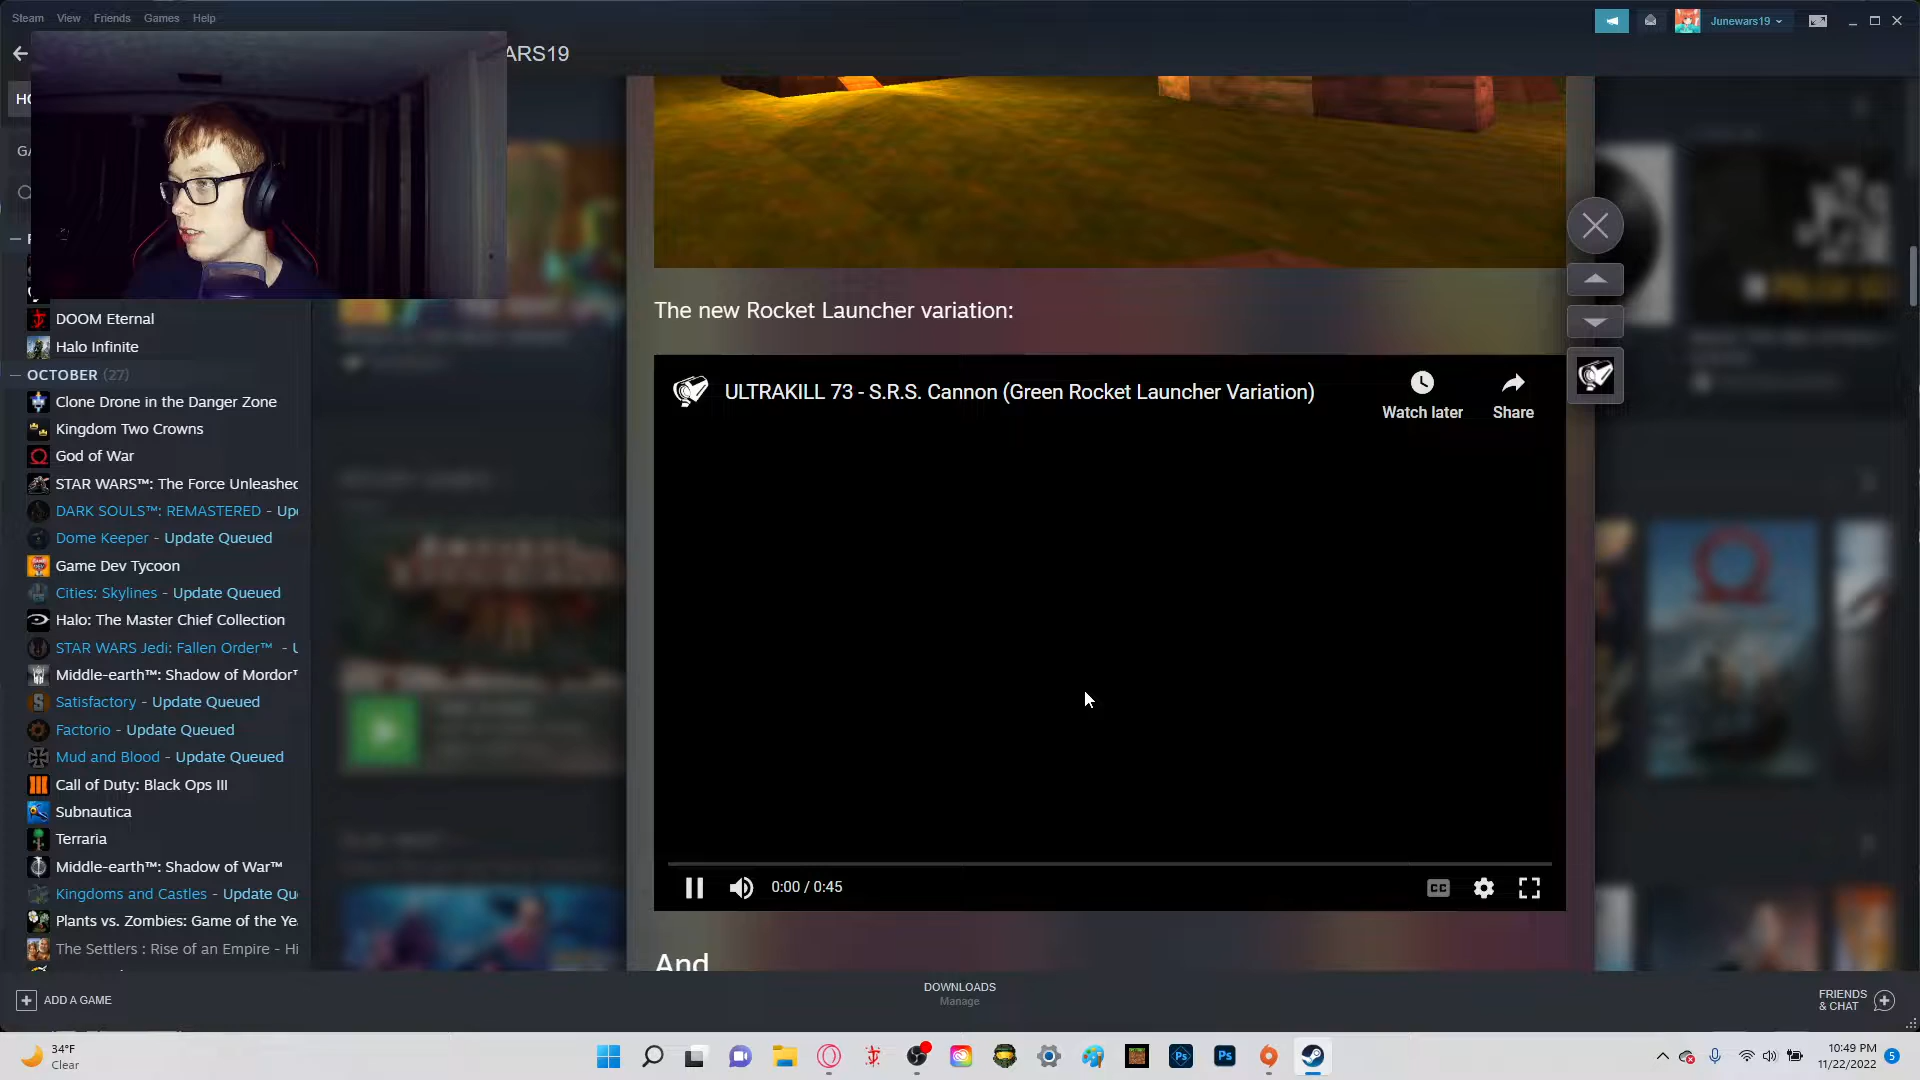 Steam View Friends Games Help
Junewars19
ARS19
The new Rocket Launcher variation:
DOOM Eternal
Halo Infinite
OCTOBER (27)
Clone Drone in the Danger Zone
Kingdom Two Crowns
God of War
STAR WARS™: The Force Unleashed
DARK SOULS™: REMASTERED - Upd
Dome Keeper - Update Queued
Game Dev Tycoon
Cities: Skylines - Update Queued
Halo: The Master Chief Collection
STAR WARS Jedi: Fallen Order™ - U
Middle-earth™: Shadow of Mordor™
Satisfactory - Update Queued
Factorio - Update Queued
Mud and Blood - Update Queued
Call of Duty: Black Ops III
Subnautica
Terraria
Middle-earth™: Shadow of War™
Kingdoms and Castles - Update Qu
Plants vs. Zombies: Game of the Ye
The Settlers : Rise of an Empire - Hi
ULTRAKILL 73 - S.R.S. Cannon (Green Rocket Launcher Variation)
Watch later
Share
0:00 / 0:45
CC
And
ADD A GAME
DOWNLOADS
Manage
FRIENDS
& CHAT
34°F
Clear
Ps
Ps
10:49 PM
11/22/2022
5